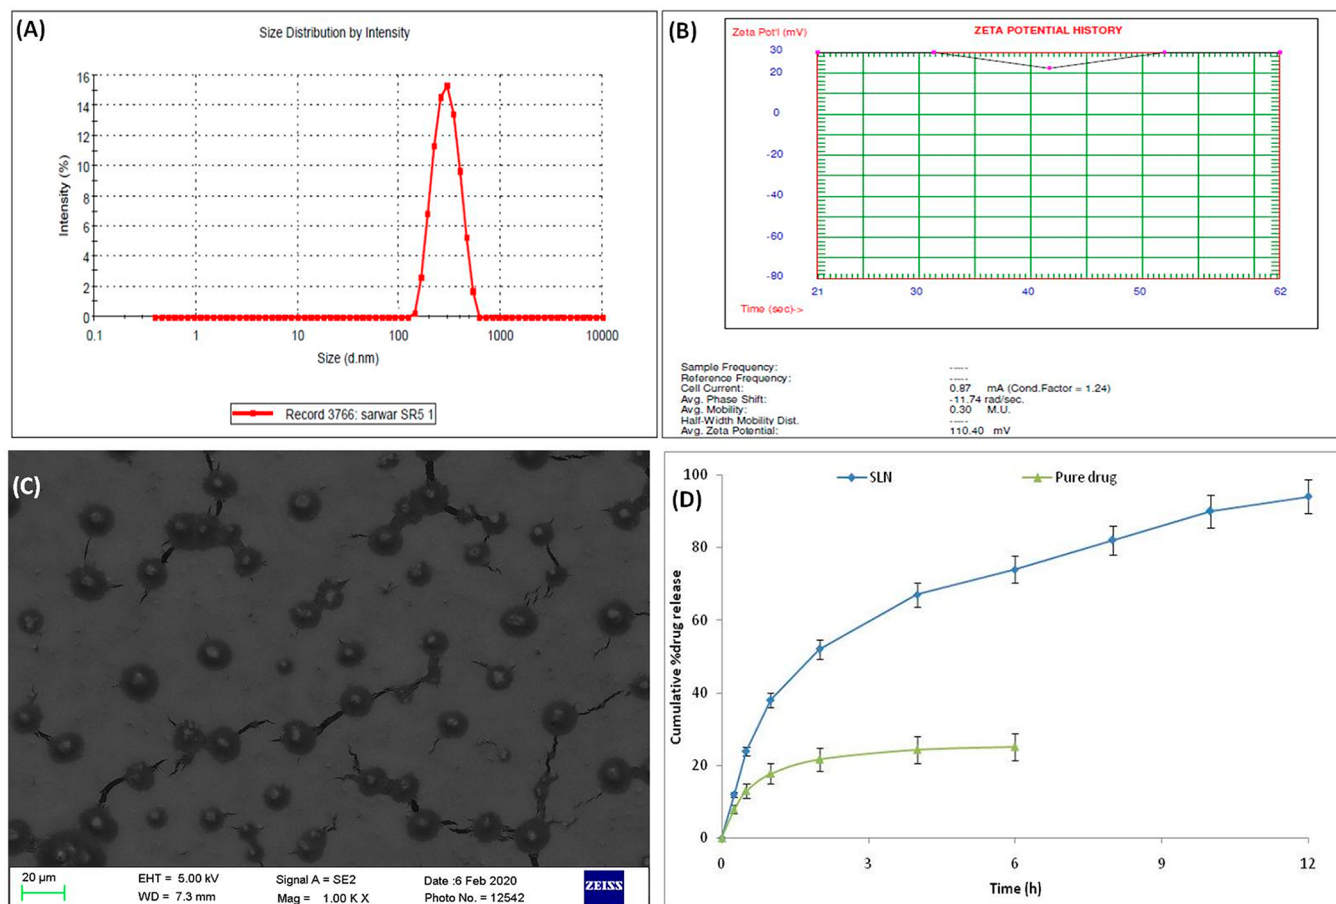 (A)
Size Distribution by Intensity
Intensity (%)
16
14
12
10
8
6
4
2
0
0.1 1 10 100 1000 10000
Size (d.nm)
Record 3766: sarwar SR5 1
(B)
Zeta Pot'l (mV)
ZETA POTENTIAL HISTORY
30
20
0
-20
-40
-60
-80
21 30 40 50 62
Time (sec)->
Sample Frequency: -----
Reference Frequency: -----
Cell Current: 0.87 mA (Cond.Factor = 1.24)
Avg. Phase Shift: -11.74 rad/sec.
Avg. Mobility: 0.30 M.U.
Half-Width Mobility Dist. -----
Avg. Zeta Potential: 110.40 mV
(C)
20 µm
EHT = 5.00 kV
Signal A = SE2
Date :6 Feb 2020
WD = 7.3 mm
Mag = 1.00 K X
Photo No. = 12542
ZEISS
(D)
SLN
Pure drug
Cumulative %drug release
100
80
60
40
20
0
0 3 6 9 12
Time (h)